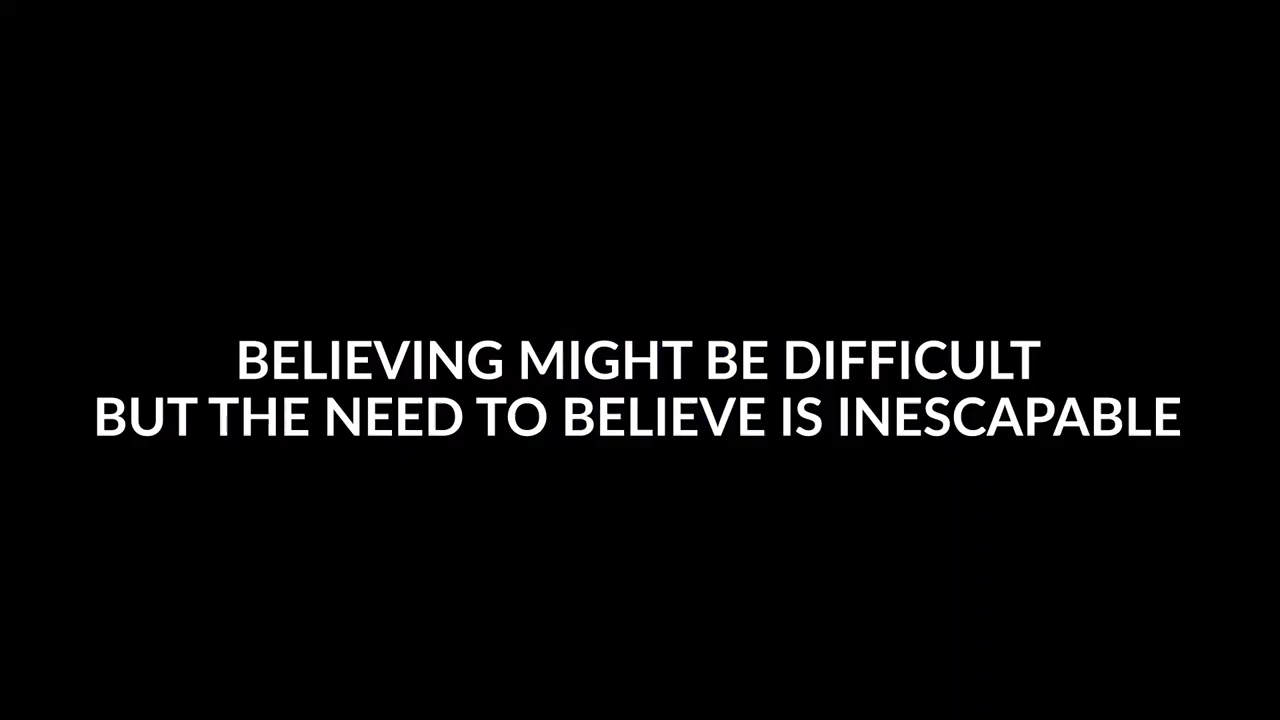 BELIEVING MIGHT BE DIFFICULT
BUT THE NEED TO BELIEVE IS INESCAPABLE